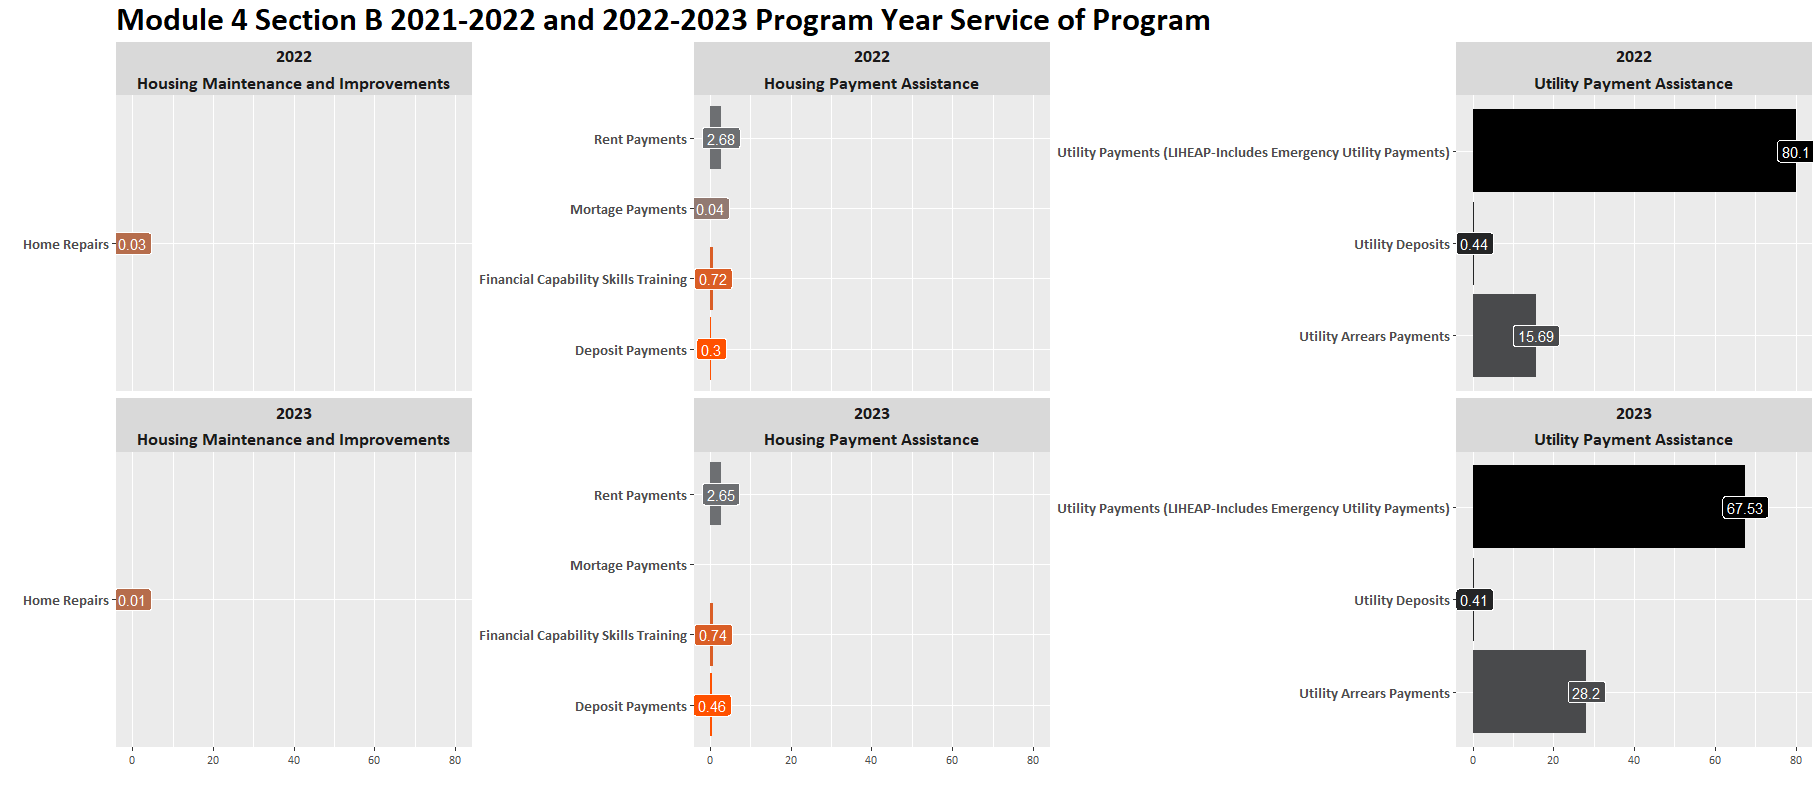 Module 4 Section B 2021-2022 and 2022-2023 Program Year Service of Program
2022
Housing Maintenance and Improvements
Home Repairs
0.03
2022
Housing Payment Assistance
Rent Payments
2.68
Mortage Payments
0.04
Financial Capability Skills Training
0.72
Deposit Payments
0.3
2022
Utility Payment Assistance
Utility Payments (LIHEAP-Includes Emergency Utility Payments)
80.1
Utility Deposits
0.44
Utility Arrears Payments
15.69
2023
Housing Maintenance and Improvements
Home Repairs
0.01
0 20 40 60 80
2023
Housing Payment Assistance
Rent Payments
2.65
Mortage Payments
Financial Capability Skills Training
0.74
Deposit Payments
0.46
0 20 40 60 80
2023
Utility Payment Assistance
Utility Payments (LIHEAP-Includes Emergency Utility Payments)
67.53
Utility Deposits
0.41
Utility Arrears Payments
28.2
0 20 40 60 80